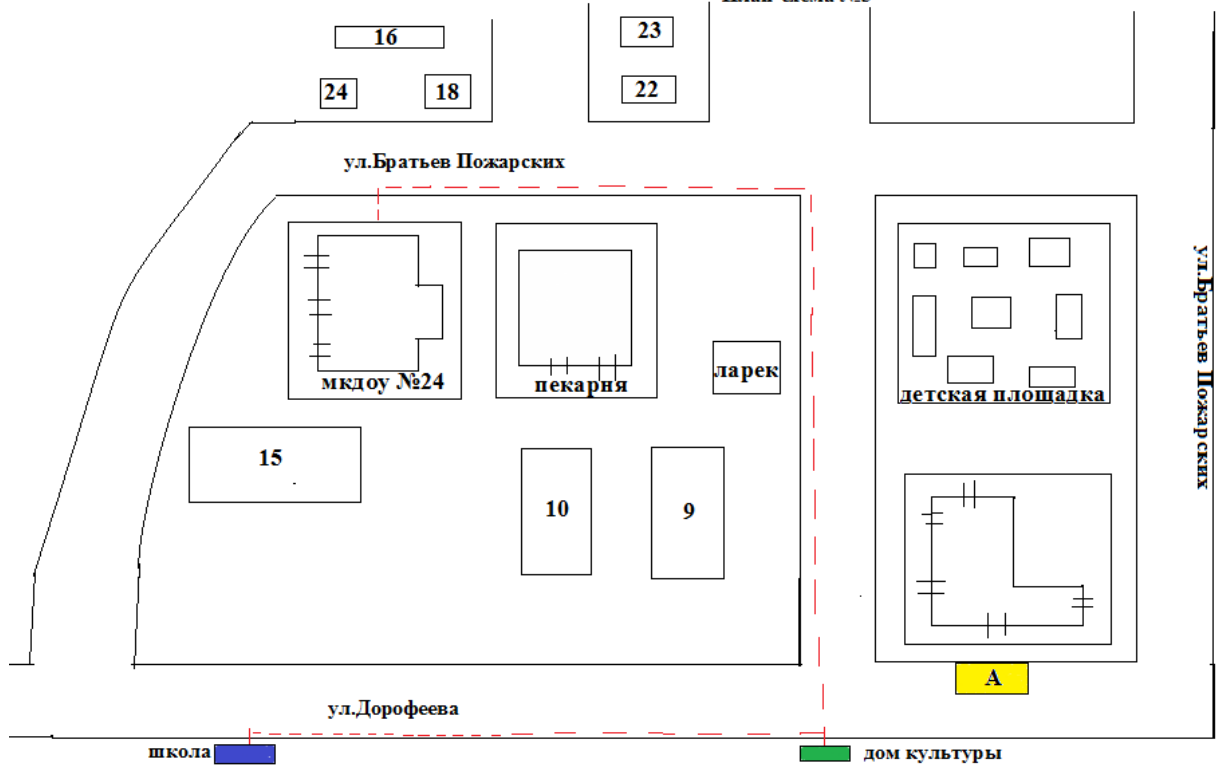 23
16
24
18
22
ул.Братьев Пожарских
ул.Братьев Пожарских
мкдоу №24
пекарня
ларек
детская площадка
15
10
9
А
ул.Дорофеева
школа
дом культуры